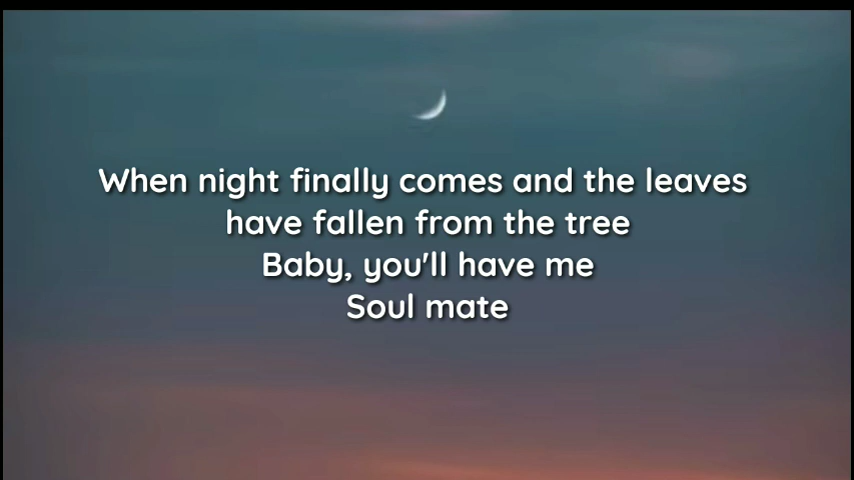 When night finally comes and the leaves
have fallen from the tree
Baby, you'll have me
Soul mate